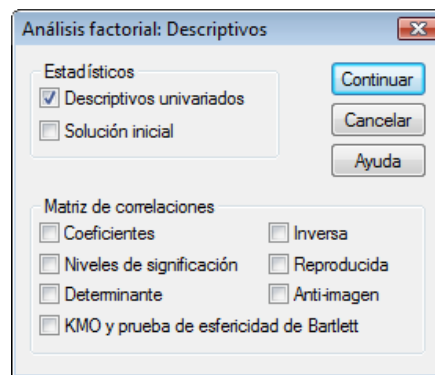 Análisis factorial: Descriptivos
Estadísticos
Descriptivos univariados
Solución inicial
Continuar
Cancelar
Ayuda
Matriz de correlaciones
Coeficientes
Inversa
Niveles de significación
Reproducida
Determinante
Anti-imagen
KMO y prueba de esfericidad de Bartlett